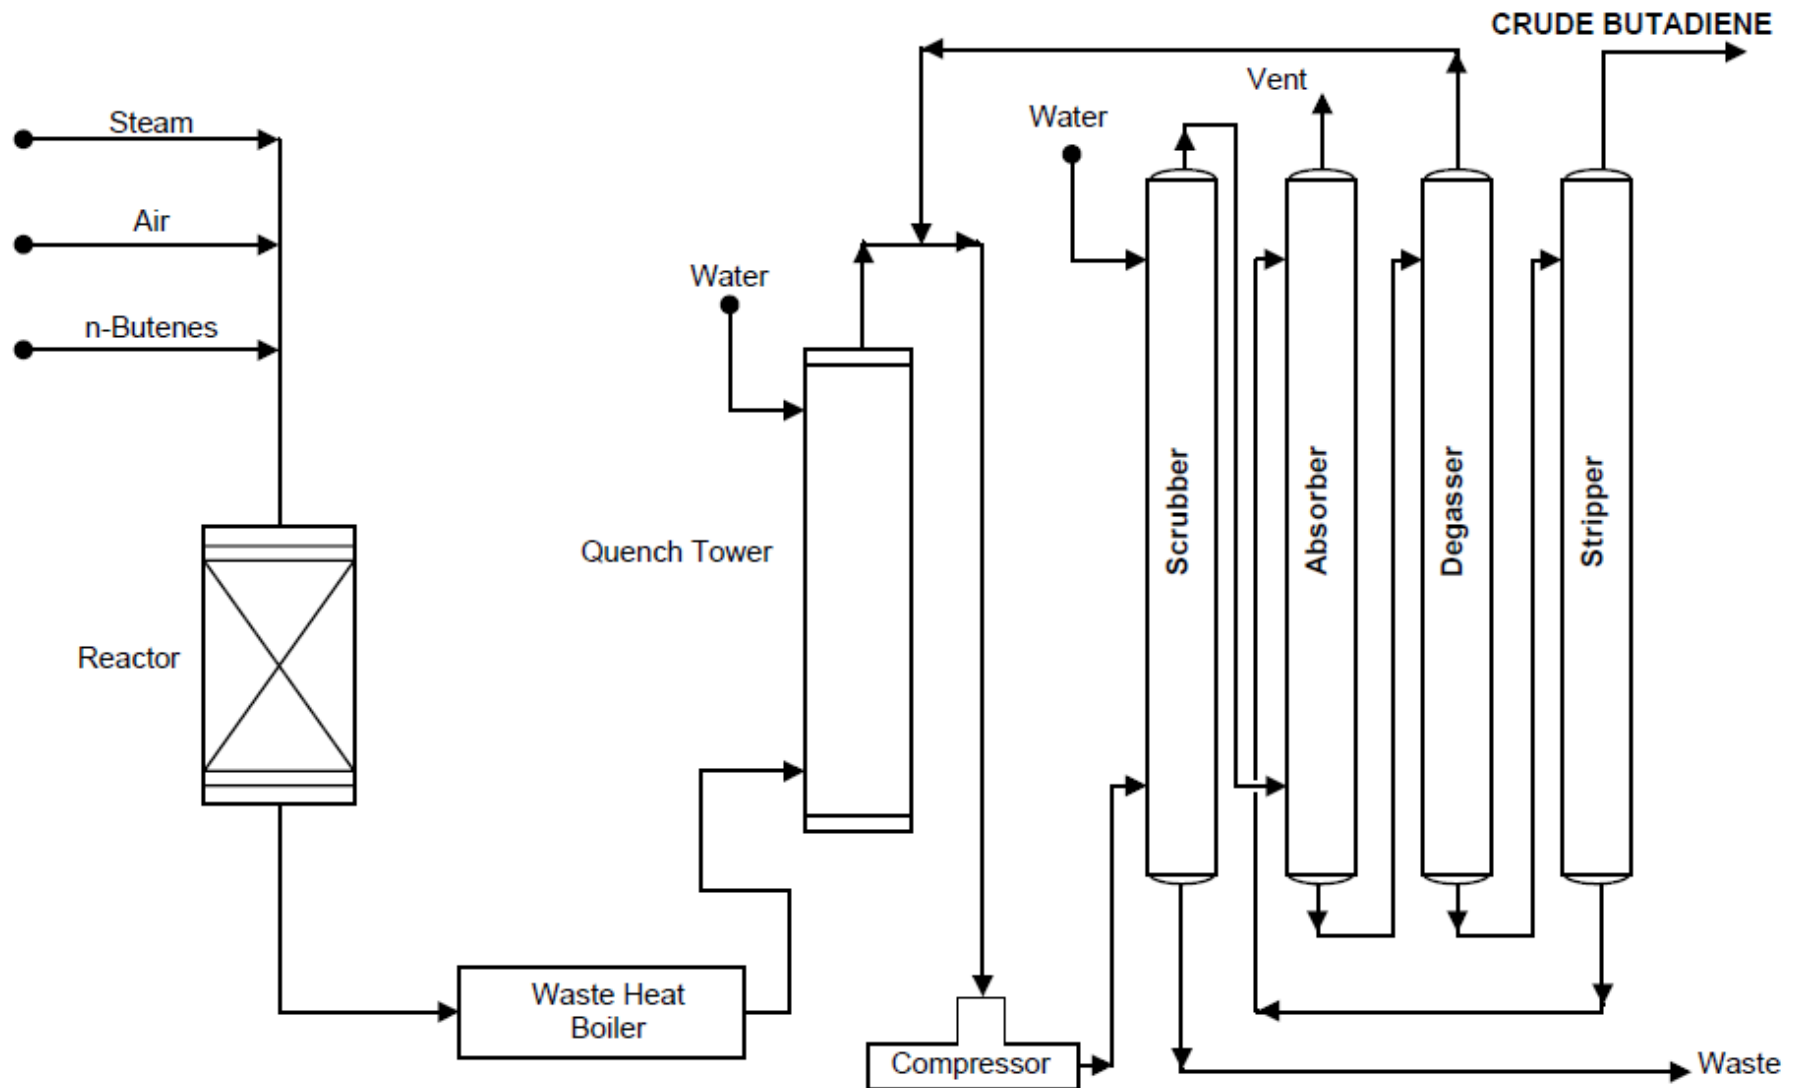 CRUDE BUTADIENE
Vent
Steam
Water
Air
Water
n-Butenes
Scrubber
Absorber
Degasser
Stripper
Quench Tower
Reactor
Waste Heat
Boiler
Compressor
Waste